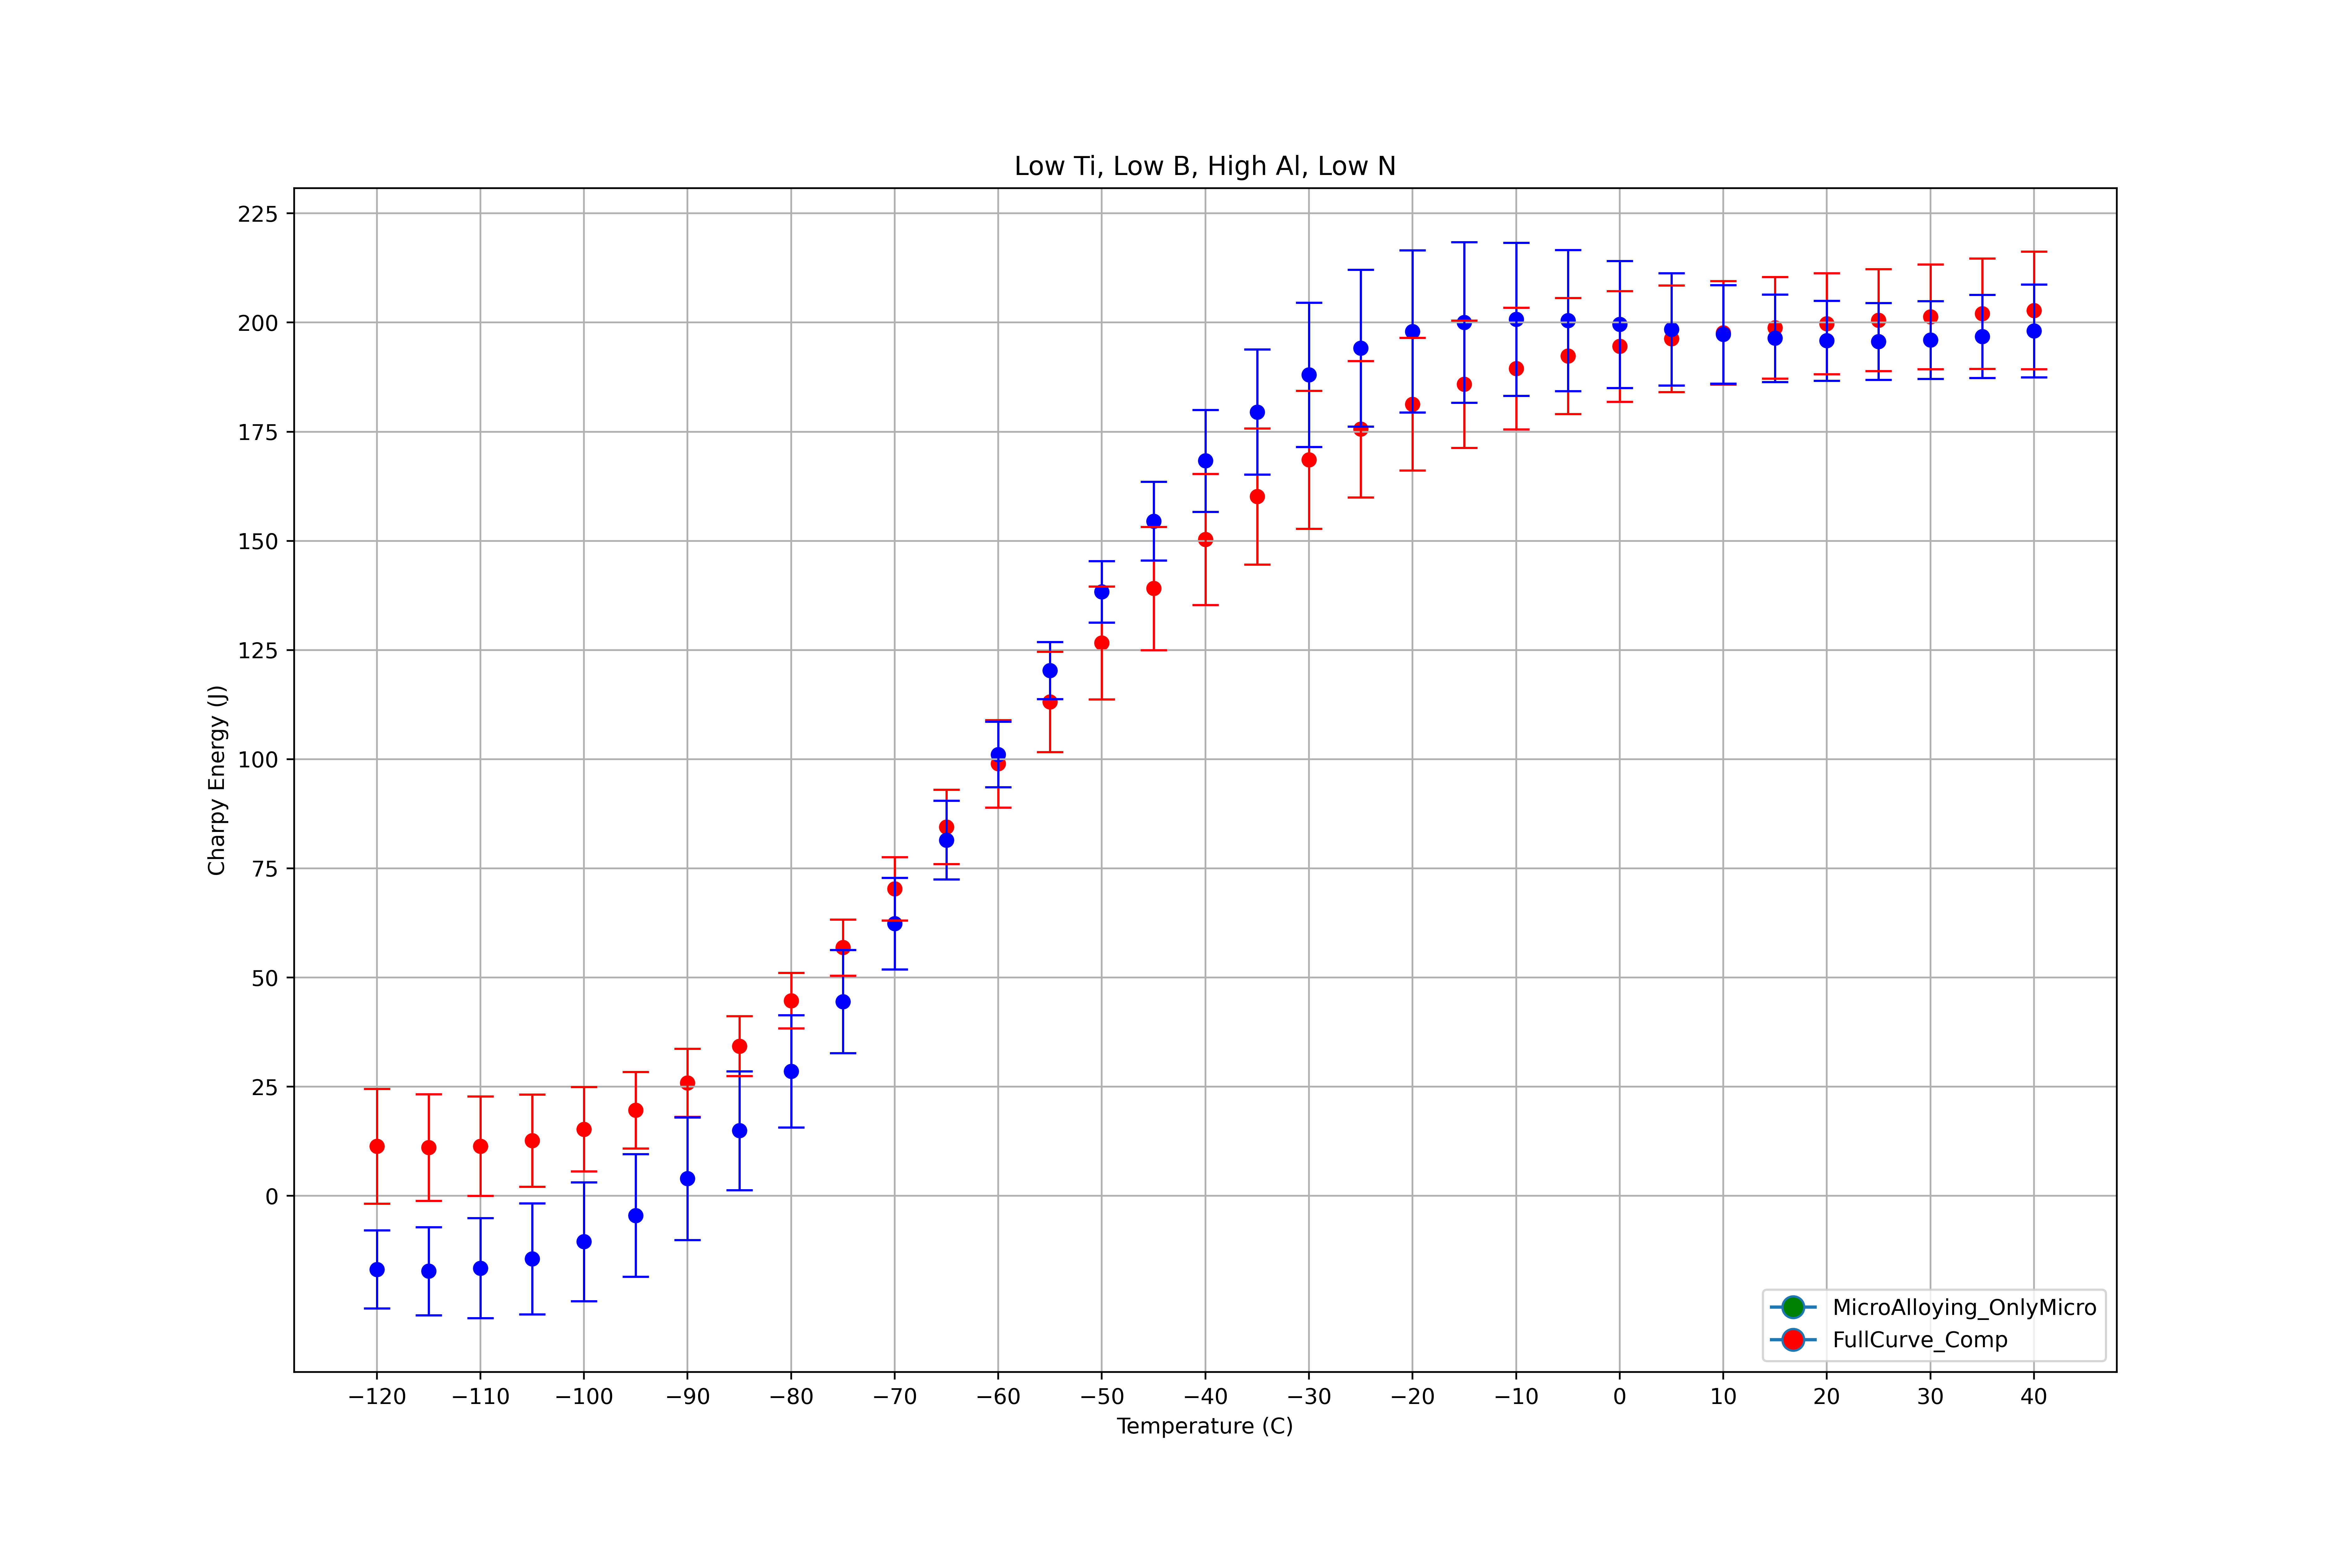 Low Ti, Low B, High Al, Low N
225
200
175
150
125
100
75
50
25
0
Charpy Energy (J)
−120 −110 −100 −90 −80 −70 −60 −50 −40 −30 −20 −10 0 10 20 30 40
Temperature (C)
MicroAlloying_OnlyMicro
FullCurve_Comp